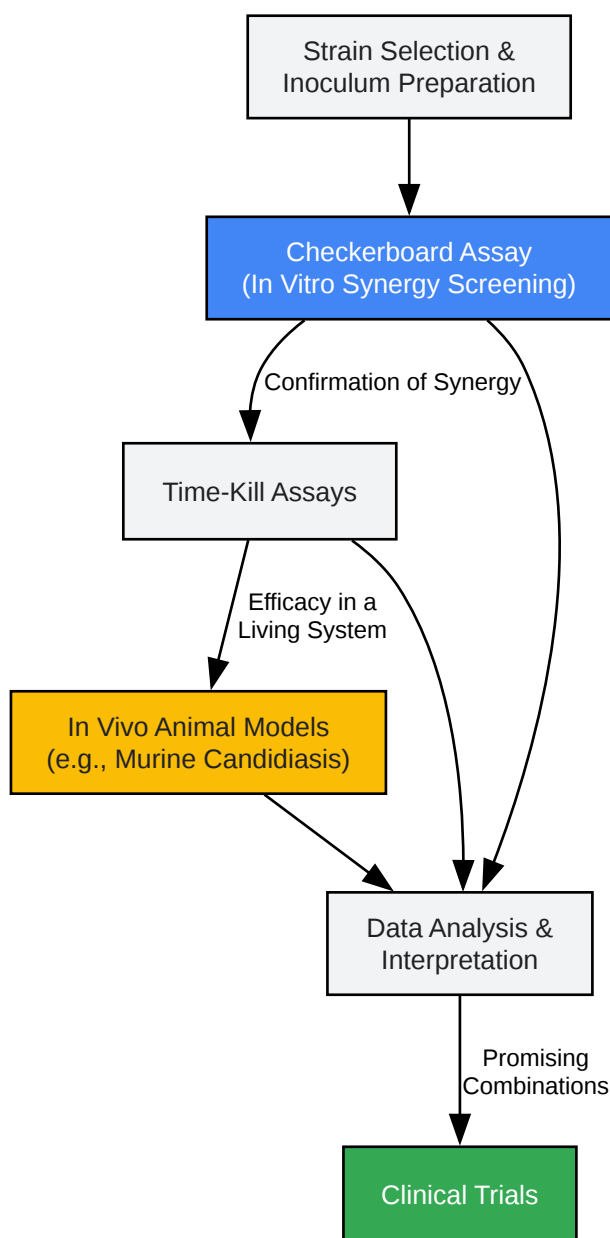 Strain Selection &
Inoculum Preparation
Checkerboard Assay
(In Vitro Synergy Screening)
Confirmation of Synergy
Time-Kill Assays
Efficacy in a
Living System
In Vivo Animal Models
(e.g., Murine Candidiasis)
Data Analysis &
Interpretation
Promising
Combinations
Clinical Trials